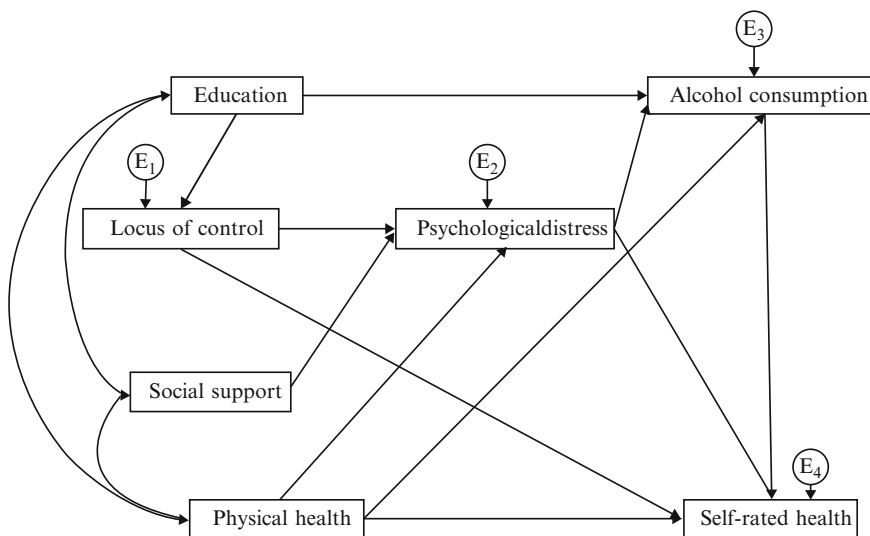 E3
Education
Alcohol consumption
E1
E2
Locus of control
Psychologicaldistress
Social support
E4
Physical health
Self-rated health